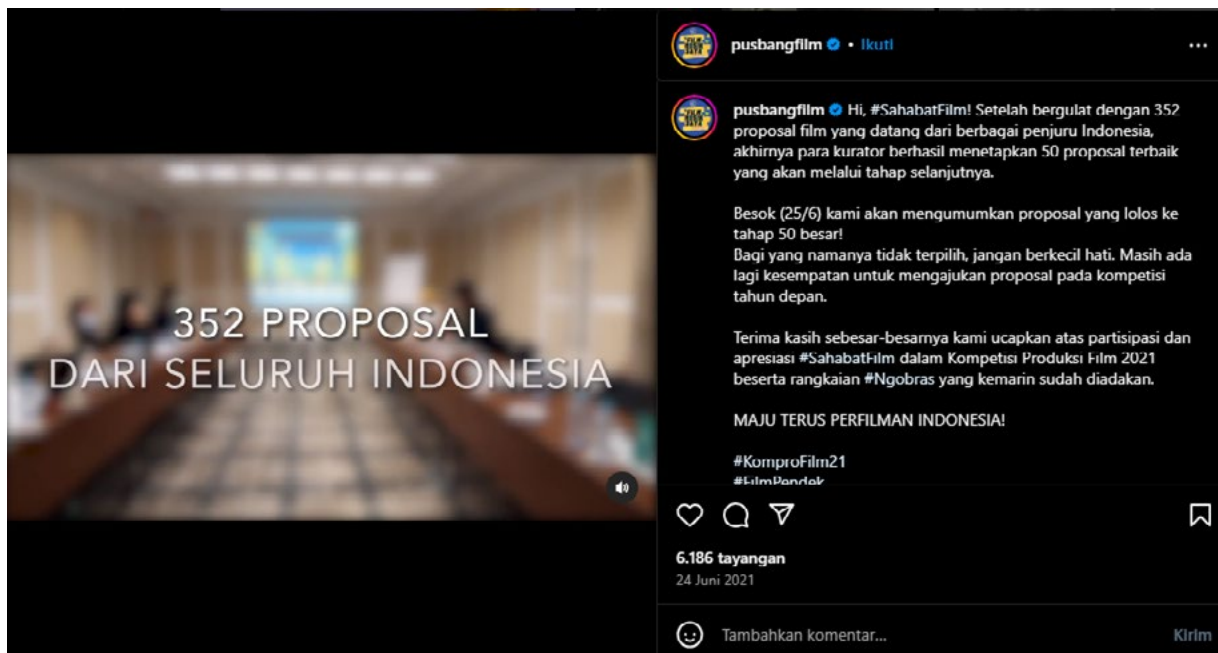 352 PROPOSAL
DARI SELURUH INDONESIA
pusbangfilm • Ikuti
pusbangfilm Hi, #SahabatFilm! Setelah bergulat dengan 352
proposal film yang datang dari berbagai penjuru Indonesia,
akhirnya para kurator berhasil menetapkan 50 proposal terbaik
yang akan melalui tahap selanjutnya.
Besok (25/6) kami akan mengumumkan proposal yang lolos ke
tahap 50 besar!
Bagi yang namanya tidak terpilih, jangan berkecil hati. Masih ada
lagi kesempatan untuk mengajukan proposal pada kompetisi
tahun depan.
Terima kasih sebesar-besarnya kami ucapkan atas partisipasi dan
apresiasi #SahabatFilm dalam Kompetisi Produksi Film 2021
beserta rangkaian #Ngobras yang kemarin sudah diadakan.
MAJU TERUS PERFILMAN INDONESIA!
#KomproFilm21
#FilmPendek
6.186 tayangan
24 Juni 2021
Tambahkan komentar...
Kirim